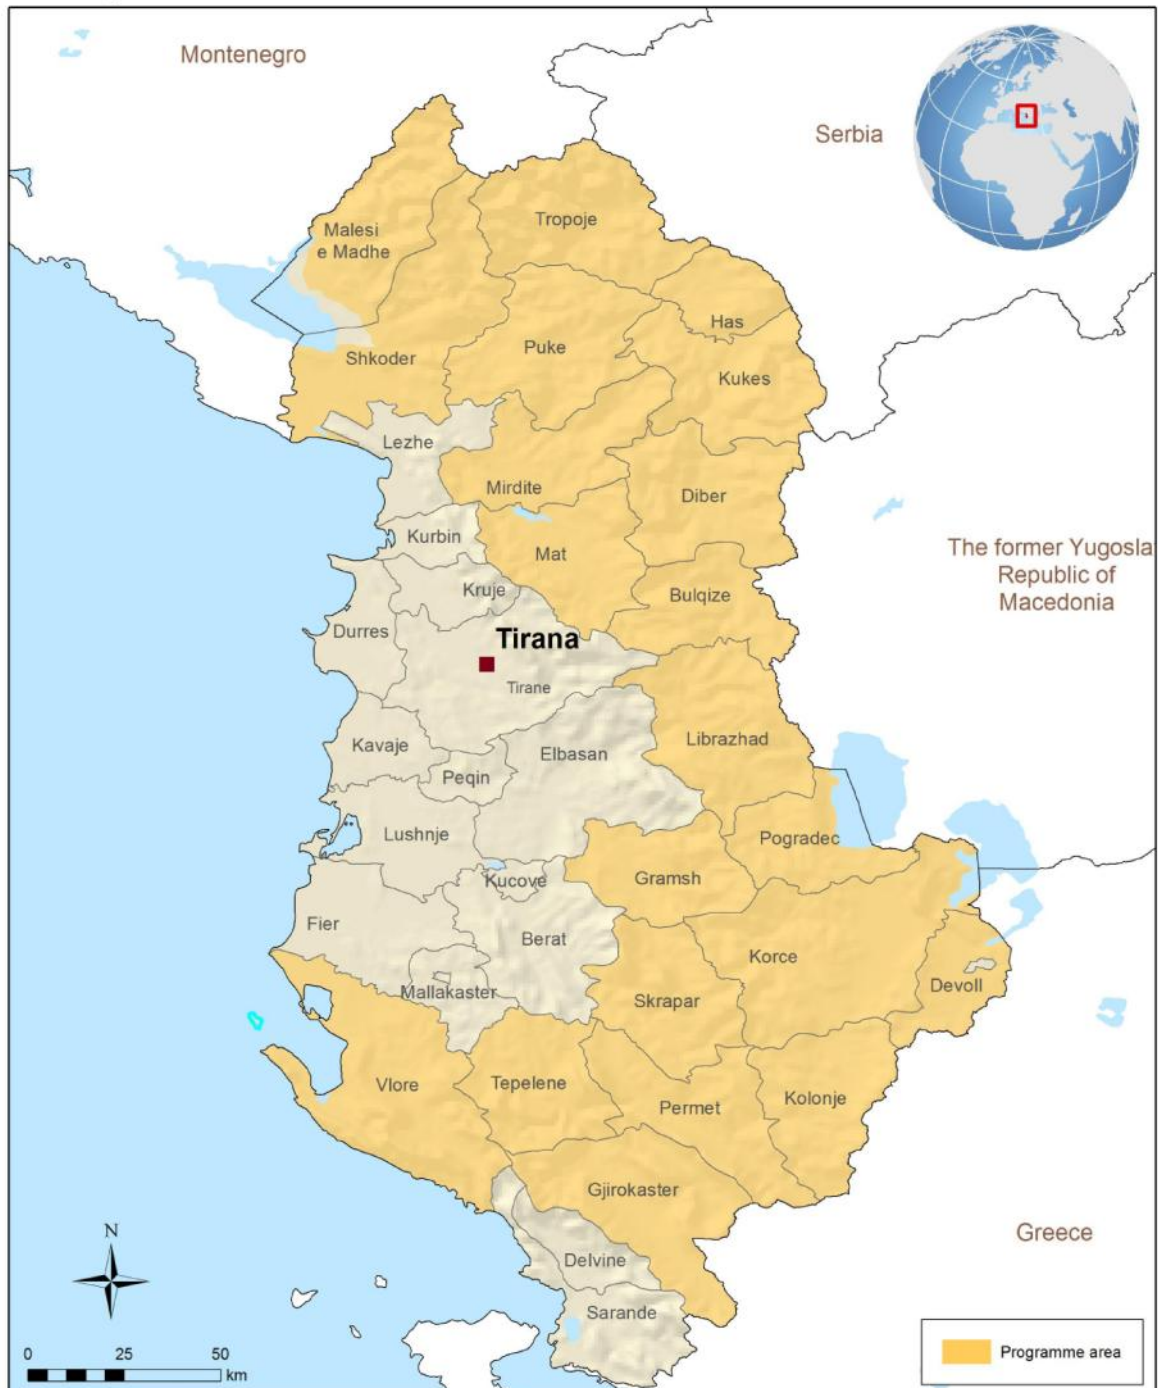 Montenegro
Serbia
Malesi
e Madhe
Tropoje
Has
Puke
Shkoder
Kukes
Lezhe
Mirdite
Diber
Kurbin
Mat
The former Yugosla
Republic of
Macedonia
Kruje
Bulqize
Durres
Tirana
Tirane
Librazhad
Kavaje
Elbasan
Peqin
Lushnje
Pogradec
Kucove
Gramsh
Fier
Berat
Korce
Mallakaster
Skrapar
Devoll
Vlore
Tepelene
Permet
Kolonje
Gjirokaster
N
Greece
Delvine
Sarande
0 25 50
km
Programme area